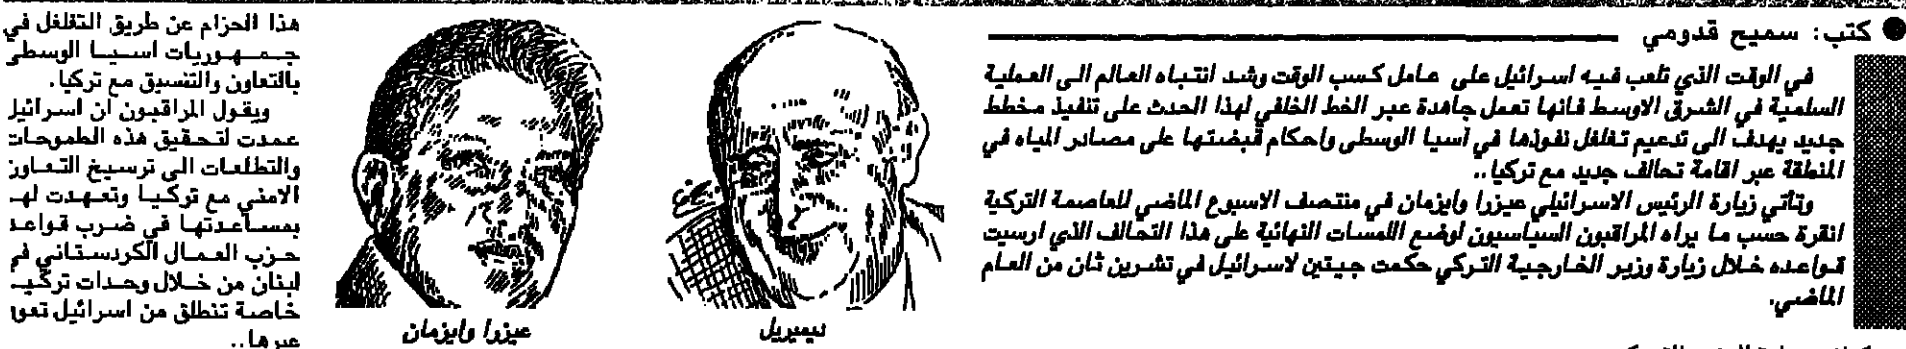 كتب: سميح قدومي
في الوقت الذي تلعب فيه اسرائيل على عامل كسب الوقت وشد انتباه العالم الى العملية
السلمية في الشرق الاوسط فانها تعمل جاهدة عبر الخط الخلفي لهذا الحدث على تنفيذ مخطط
جديد يهدف الى تدعيم تغلغل نفوذها في آسيا الوسطى واحكام قبضتها على مصادر المياه في
المنطقة عبر اقامة تحالف جديد مع تركيا..
وتأتي زيارة الرئيس الاسرائيلي عيزرا وايزمان في منتصف الاسبوع الماضي للعاصمة التركية
انقرة حسب ما يراه المراقبون السياسيون لوضع اللمسات النهائية على هذا التحالف الذي ارسيت
قواعده خلال زيارة وزير الخارجية التركي حكمت جيتين لاسرائيل في تشرين ثان من العام
الماضي.
ديميريل
عيزرا وايزمان
هذا الحزام عن طريق التغلغل في
جمهوريات اسيا الوسطى
بالتعاون والتنسيق مع تركيا.
ويقول المراقبون ان اسرائيل
عمدت لتحقيق هذه الطموحات
والتطلعات الى ترسيخ التعاون
الامني مع تركيا وتعهدت لها
بمساعدتها في ضرب قواعد
حزب العمال الكردستاني في
لبنان من خلال وحدات تركية
خاصة تنطلق من اسرائيل تعود
عبرها..